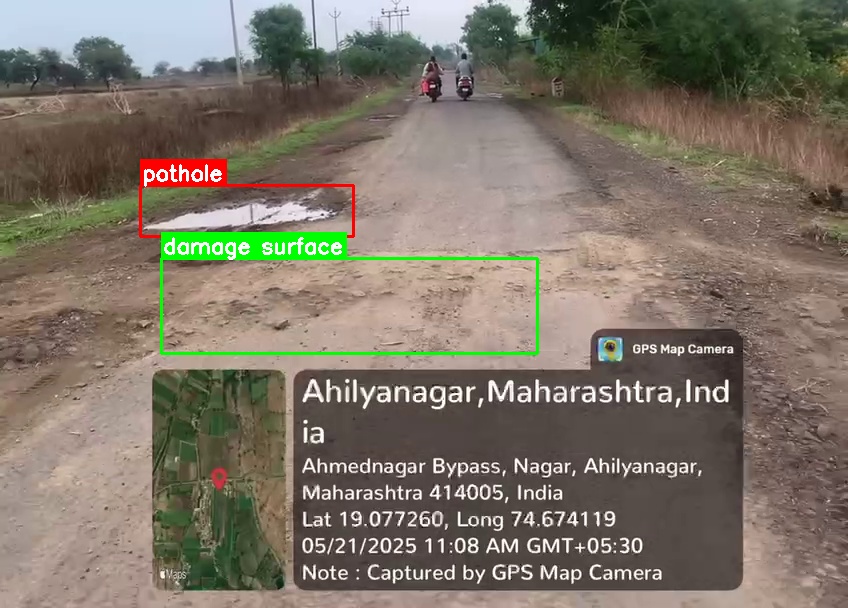 pothole
damage surface
GPS Map Camera
Ahilyanagar,Maharashtra,Ind
ia
Ahmednagar Bypass, Nagar, Ahilyanagar,
Maharashtra 414005, India
Lat 19.077260, Long 74.674119
05/21/2025 11:08 AM GMT+05:30
Note : Captured by GPS Map Camera
Maps